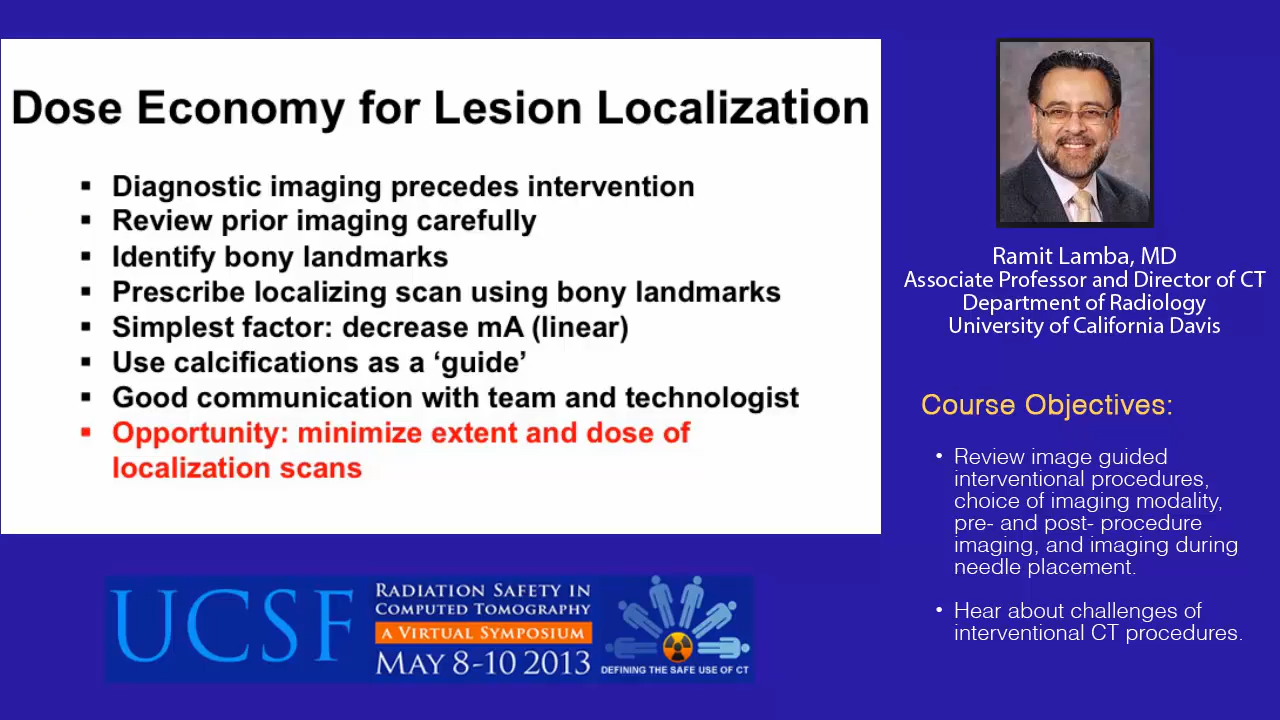 Dose Economy for Lesion Localization
▪ Diagnostic imaging precedes intervention
▪ Review prior imaging carefully
▪ Identify bony landmarks
▪ Prescribe localizing scan using bony landmarks
▪ Simplest factor: decrease mA (linear)
▪ Use calcifications as a ‘guide’
▪ Good communication with team and technologist
▪ Opportunity: minimize extent and dose of
localization scans
Ramit Lamba, MD
Associate Professor and Director of CT
Department of Radiology
University of California Davis
Course Objectives:
• Review image guided
interventional procedures,
choice of imaging modality,
pre- and post- procedure
imaging, and imaging during
needle placement.
• Hear about challenges of
interventional CT procedures.
UCSF
Radiation Safety in
Computed Tomography
a Virtual Symposium
May 8-10 2013
DEFINING THE SAFE USE OF CT